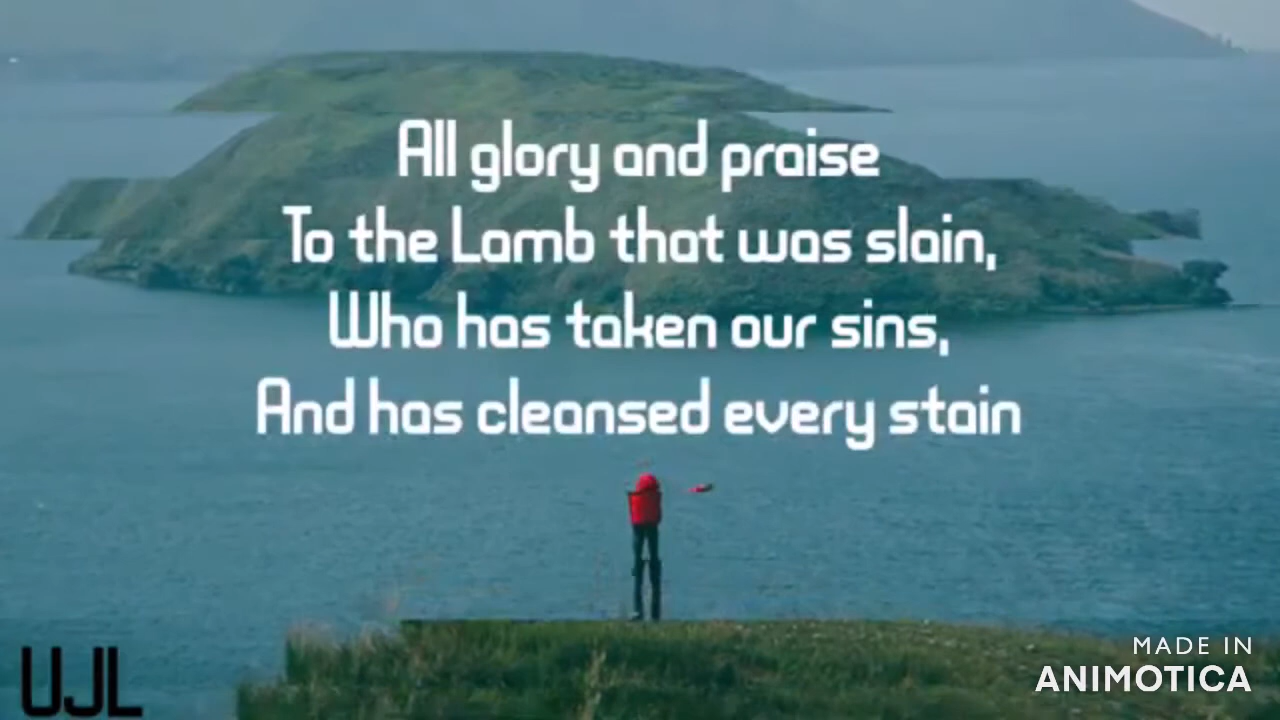 All glory and praise
To the Lamb that was slain,
Who has taken our sins,
And has cleansed every stain
UJL
MADE IN
ANIMOTICA